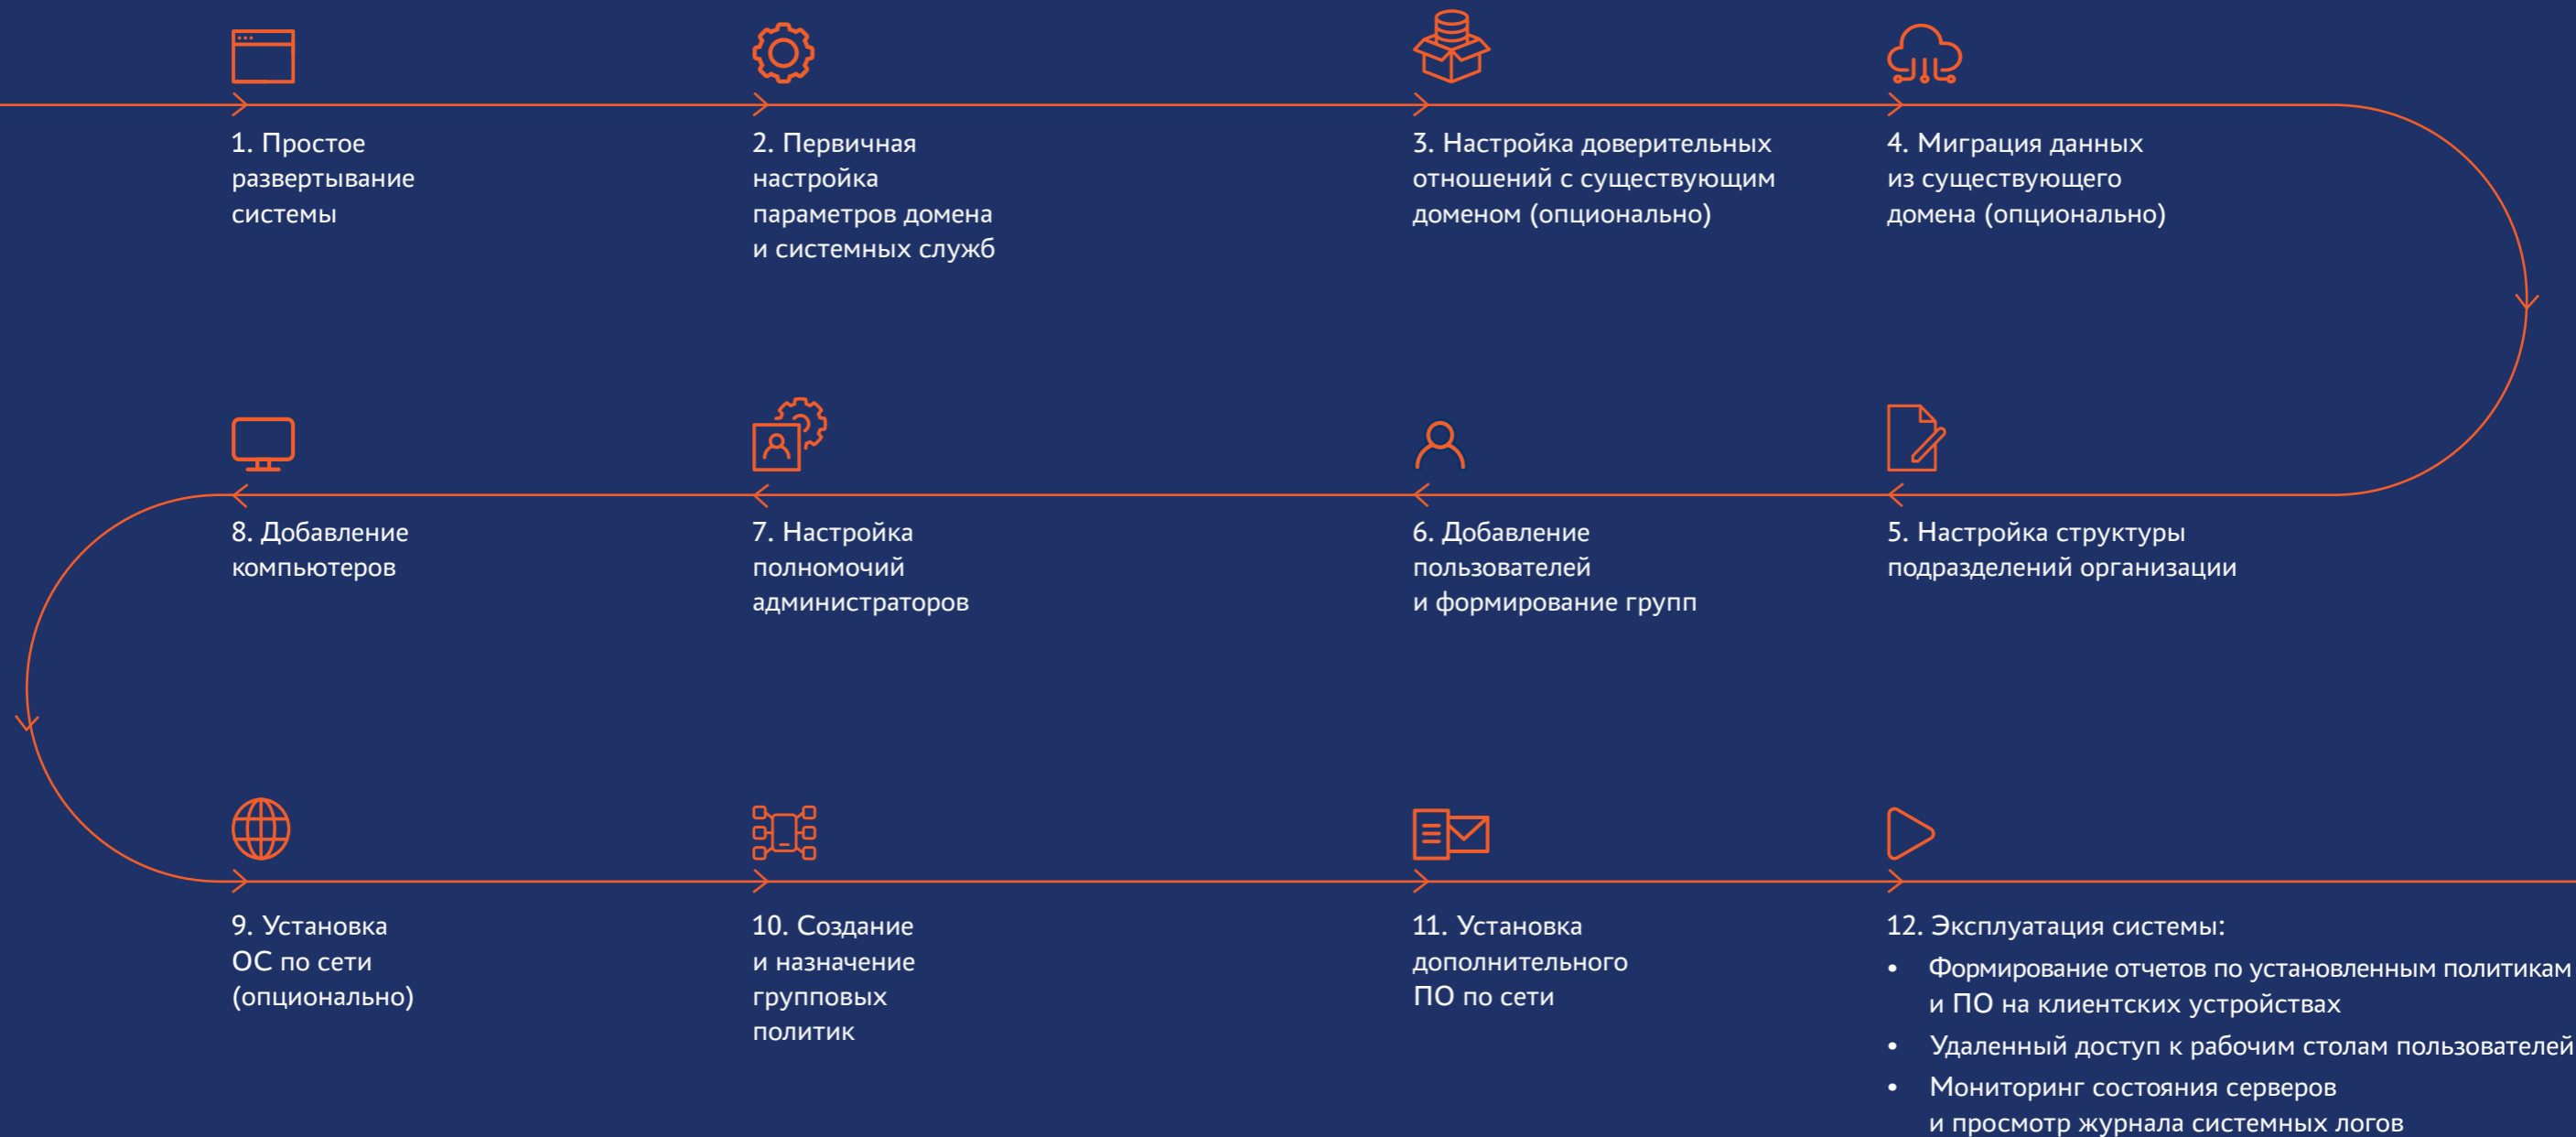 1. Простое
развертывание
системы
2. Первичная
настройка
параметров домена
и системных служб
3. Настройка доверительных
отношений с существующим
доменом (опционально)
4. Миграция данных
из существующего
домена (опционально)
5. Настройка структуры
подразделений организации
6. Добавление
пользователей
и формирование групп
7. Настройка
полномочий
администраторов
8. Добавление
компьютеров
9. Установка
ОС по сети
(опционально)
10. Создание
и назначение
групповых
политик
11. Установка
дополнительного
ПО по сети
12. Эксплуатация системы:
• Формирование отчетов по установленным политикам
и ПО на клиентских устройствах
• Удаленный доступ к рабочим столам пользователей
• Мониторинг состояния серверов
и просмотр журнала системных логов